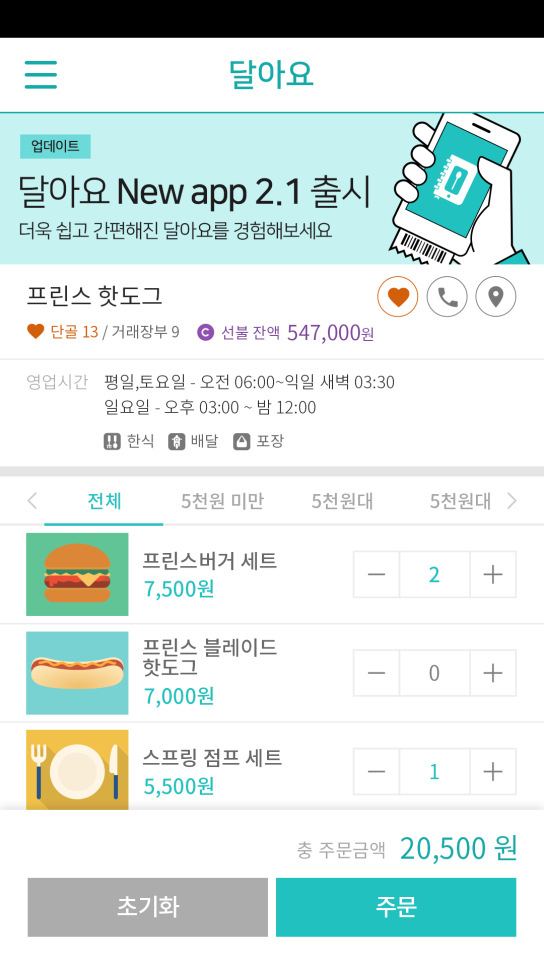 달아요
업데이트
달아요 New app 2.1 출시
더욱 쉽고 간편해진 달아요를 경험해보세요
프린스 핫도그
단골 13 / 거래장부 9 C 선불 잔액 547,000원
영업시간 평일,토요일 - 오전 06:00~익일 새벽 03:30
일요일 - 오후 03:00 ~ 밤 12:00
한식 배달 포장
전체 5천원 미만 5천원대 5천원대
프린스버거 세트
7,500원
2
프린스 블레이드
핫도그
7,000원
0
스프링 점프 세트
5,500원
1
충 주문금액 20,500 원
초기화 주문